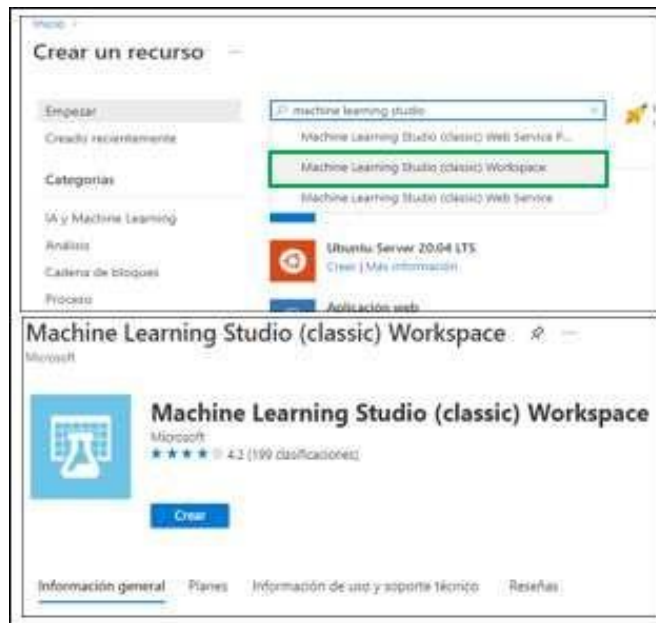 Inicio >
Crear un recurso ...
Empezar
machine learning studio
Creado recientemente
Machine Learning Studio (classic) Web Service P...
Categorías
Machine Learning Studio (classic) Workspace
Machine Learning Studio (classic) Web Service
IA y Machine Learning
Análisis
Ubuntu Server 20.04 LTS
Cadena de bloques
Crear | Más información
Proceso
Aplicación web
Machine Learning Studio (classic) Workspace ...
Microsoft
Machine Learning Studio (classic) Workspace
Microsoft
4.2 (199 clasificaciones)
Crear
Información general Planes Información de uso y soporte técnico Reseñas